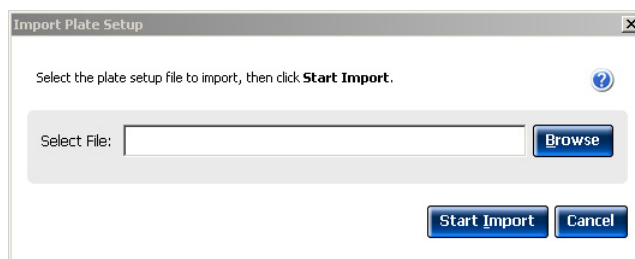 Import Plate Setup
Select the plate setup file to import, then click Start Import.
Select File:
Browse
Start Import
Cancel